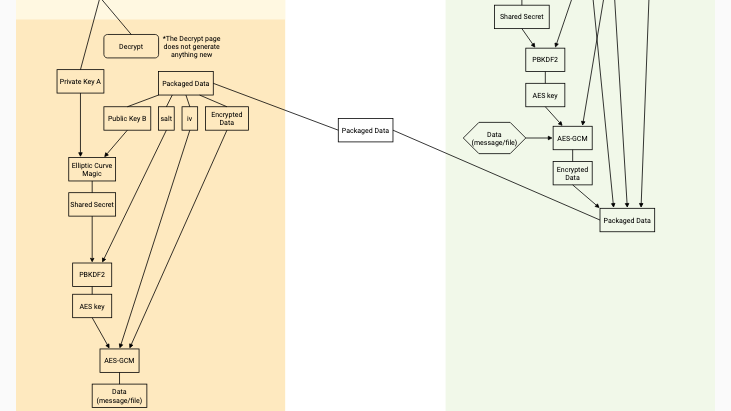 Decrypt
*The Decrypt page
does not generate
anything new
Private Key A
Packaged Data
Public Key B
salt
iv
Encrypted
Data
Elliptic Curve
Magic
Shared Secret
PBKDF2
AES key
AES-GCM
Data
(message/file)
Packaged Data
Shared Secret
PBKDF2
AES key
Data
(message/file)
AES-GCM
Encrypted
Data
Packaged Data